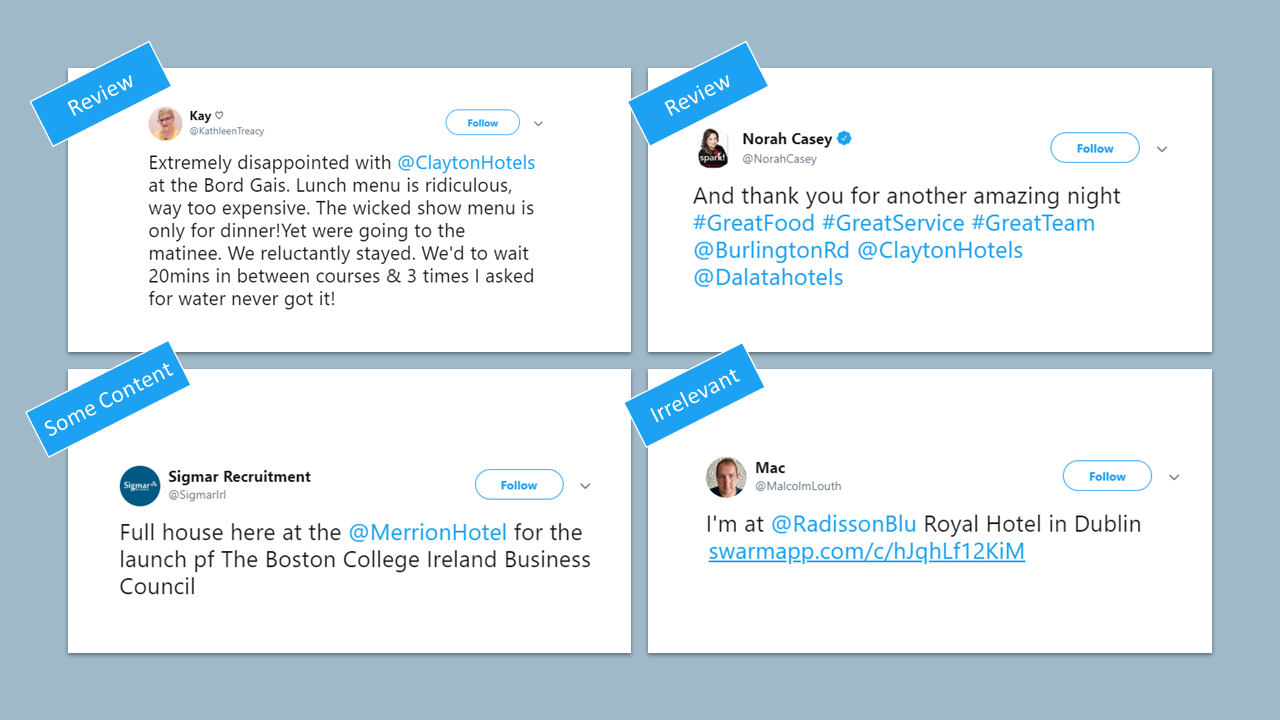 Review
Kay ♡
@KathleenTreacy
Follow
Extremely disappointed with @ClaytonHotels
at the Bord Gais. Lunch menu is ridiculous,
way too expensive. The wicked show menu is
only for dinner!Yet were going to the
matinee. We reluctantly stayed. We'd to wait
20mins in between courses & 3 times I asked
for water never got it!
Review
spark!
Norah Casey
@NorahCasey
Follow
And thank you for another amazing night
#GreatFood #GreatService #GreatTeam
@BurlingtonRd @ClaytonHotels
@Dalatahotels
Some Content
Sigmar
Sigmar Recruitment
@SigmarIrl
Follow
Full house here at the @MerrionHotel for the
launch pf The Boston College Ireland Business
Council
Irrelevant
Mac
@MalcolmLouth
Follow
I'm at @RadissonBlu Royal Hotel in Dublin
swarmapp.com/c/hJqhLf12KiM